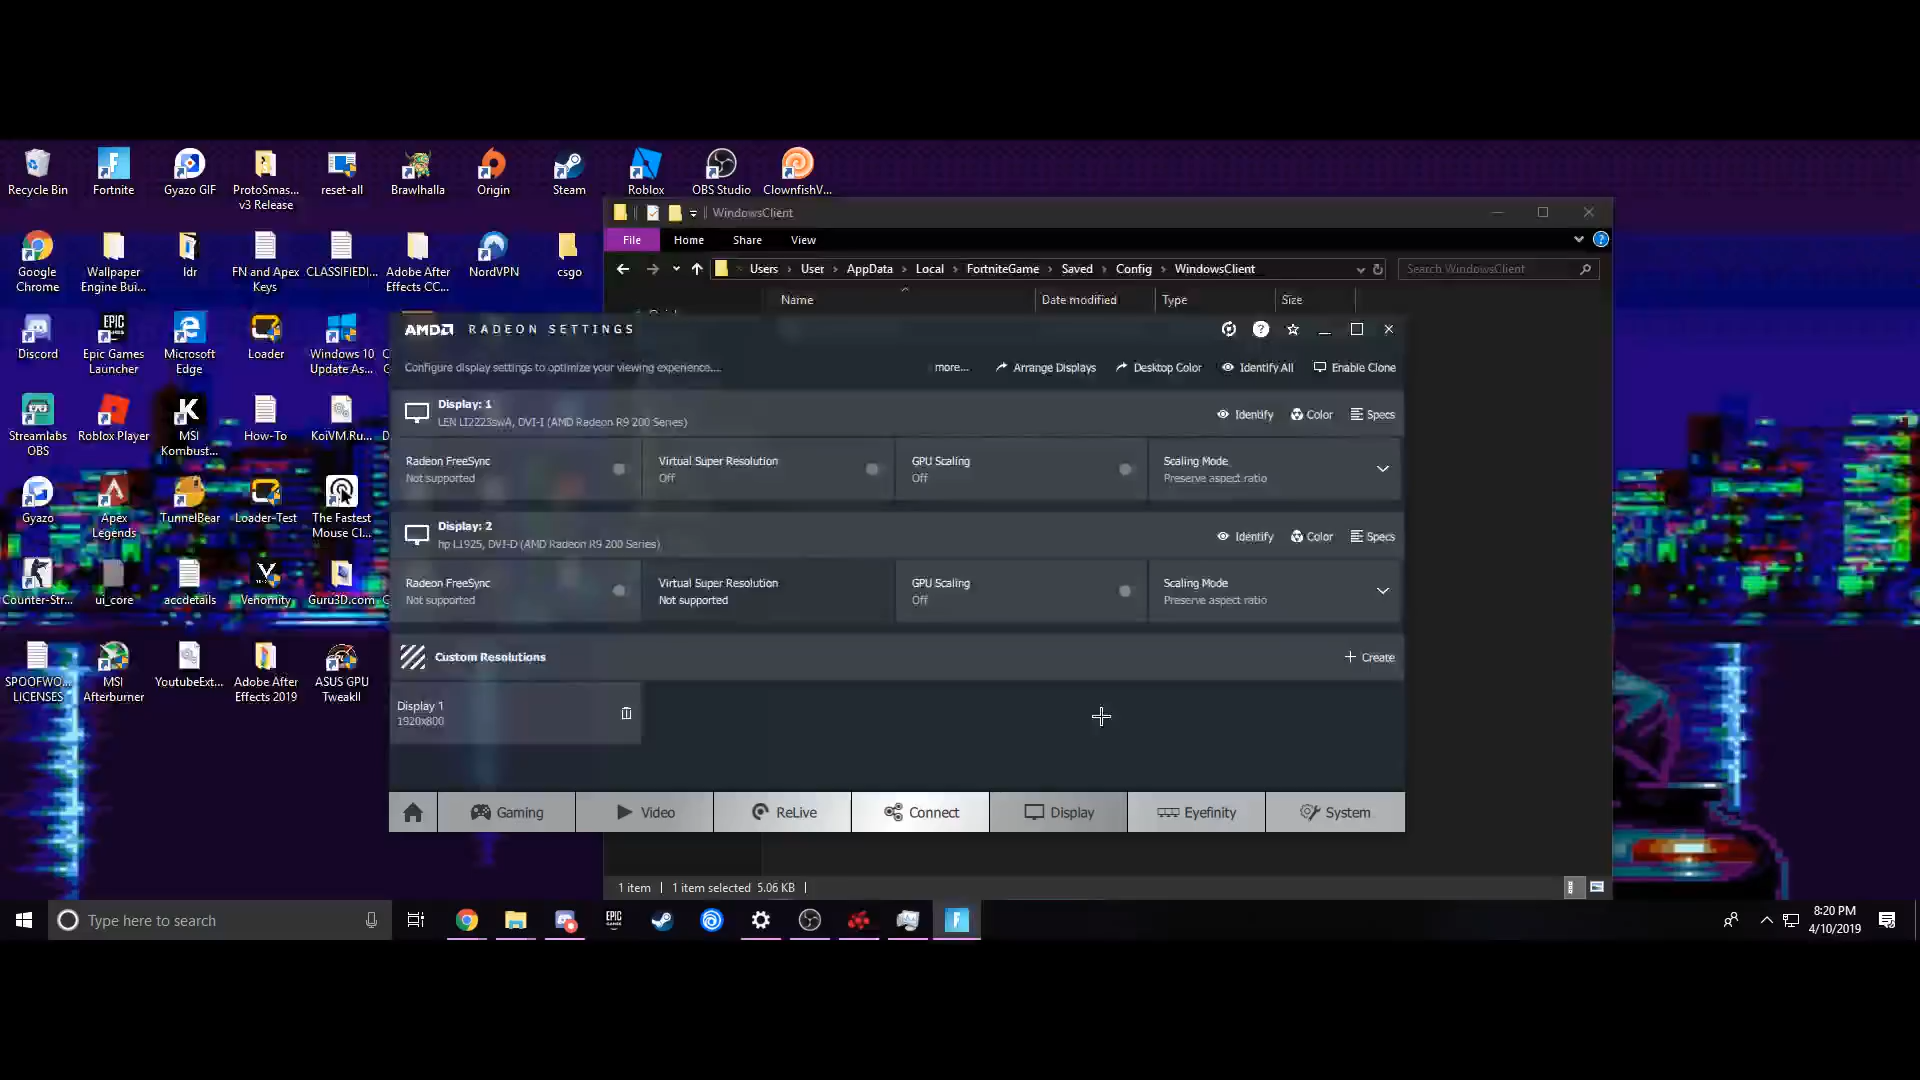 Recycle Bin
Fortnite
Gyazo GIF
ProtoSmas...
v3 Release
reset-all
Brawlhalla
Origin
Steam
Roblox
OBS Studio
ClownfishV...
Google
Chrome
Wallpaper
Engine Bui...
ldr
FN and Apex
Keys
CLASSIFIEDI...
Adobe After
Effects CC...
NordVPN
csgo
Discord
Epic Games
Launcher
Microsoft
Edge
Loader
Windows 10
Update As...
Streamlabs
OBS
Roblox Player
MSI
Kombust...
How-To
KoiVM.Ru...
Gyazo
Apex
Legends
TunnelBear
Loader-Test
The Fastest
Mouse Cl...
Counter-Str...
ui_core
accdetails
Venomity
Guru3D.com
SPOOFWO...
LICENSES
MSI
Afterburner
YoutubeExt...
Adobe After
Effects 2019
ASUS GPU
TweakII
WindowsClient
File Home Share View
Users User AppData Local FortniteGame Saved Config WindowsClient
Search WindowsClient
Name Date modified Type Size
AMD RADEON SETTINGS
Configure display settings to optimize your viewing experience....
more... Arrange Displays Desktop Color Identify All Enable Clone
Display: 1
LEN LI2223swA, DVI-I (AMD Radeon R9 200 Series)
Identify Color Specs
Radeon FreeSync
Not supported
Virtual Super Resolution
Off
GPU Scaling
Off
Scaling Mode
Preserve aspect ratio
Display: 2
hp L1925, DVI-D (AMD Radeon R9 200 Series)
Identify Color Specs
Radeon FreeSync
Not supported
Virtual Super Resolution
Not supported
GPU Scaling
Off
Scaling Mode
Preserve aspect ratio
Custom Resolutions
+ Create
Display 1
1920x800
Gaming Video ReLive Connect Display Eyefinity System
1 item 1 item selected 5.06 KB
Type here to search
EPIC
GAMES
8:20 PM
4/10/2019